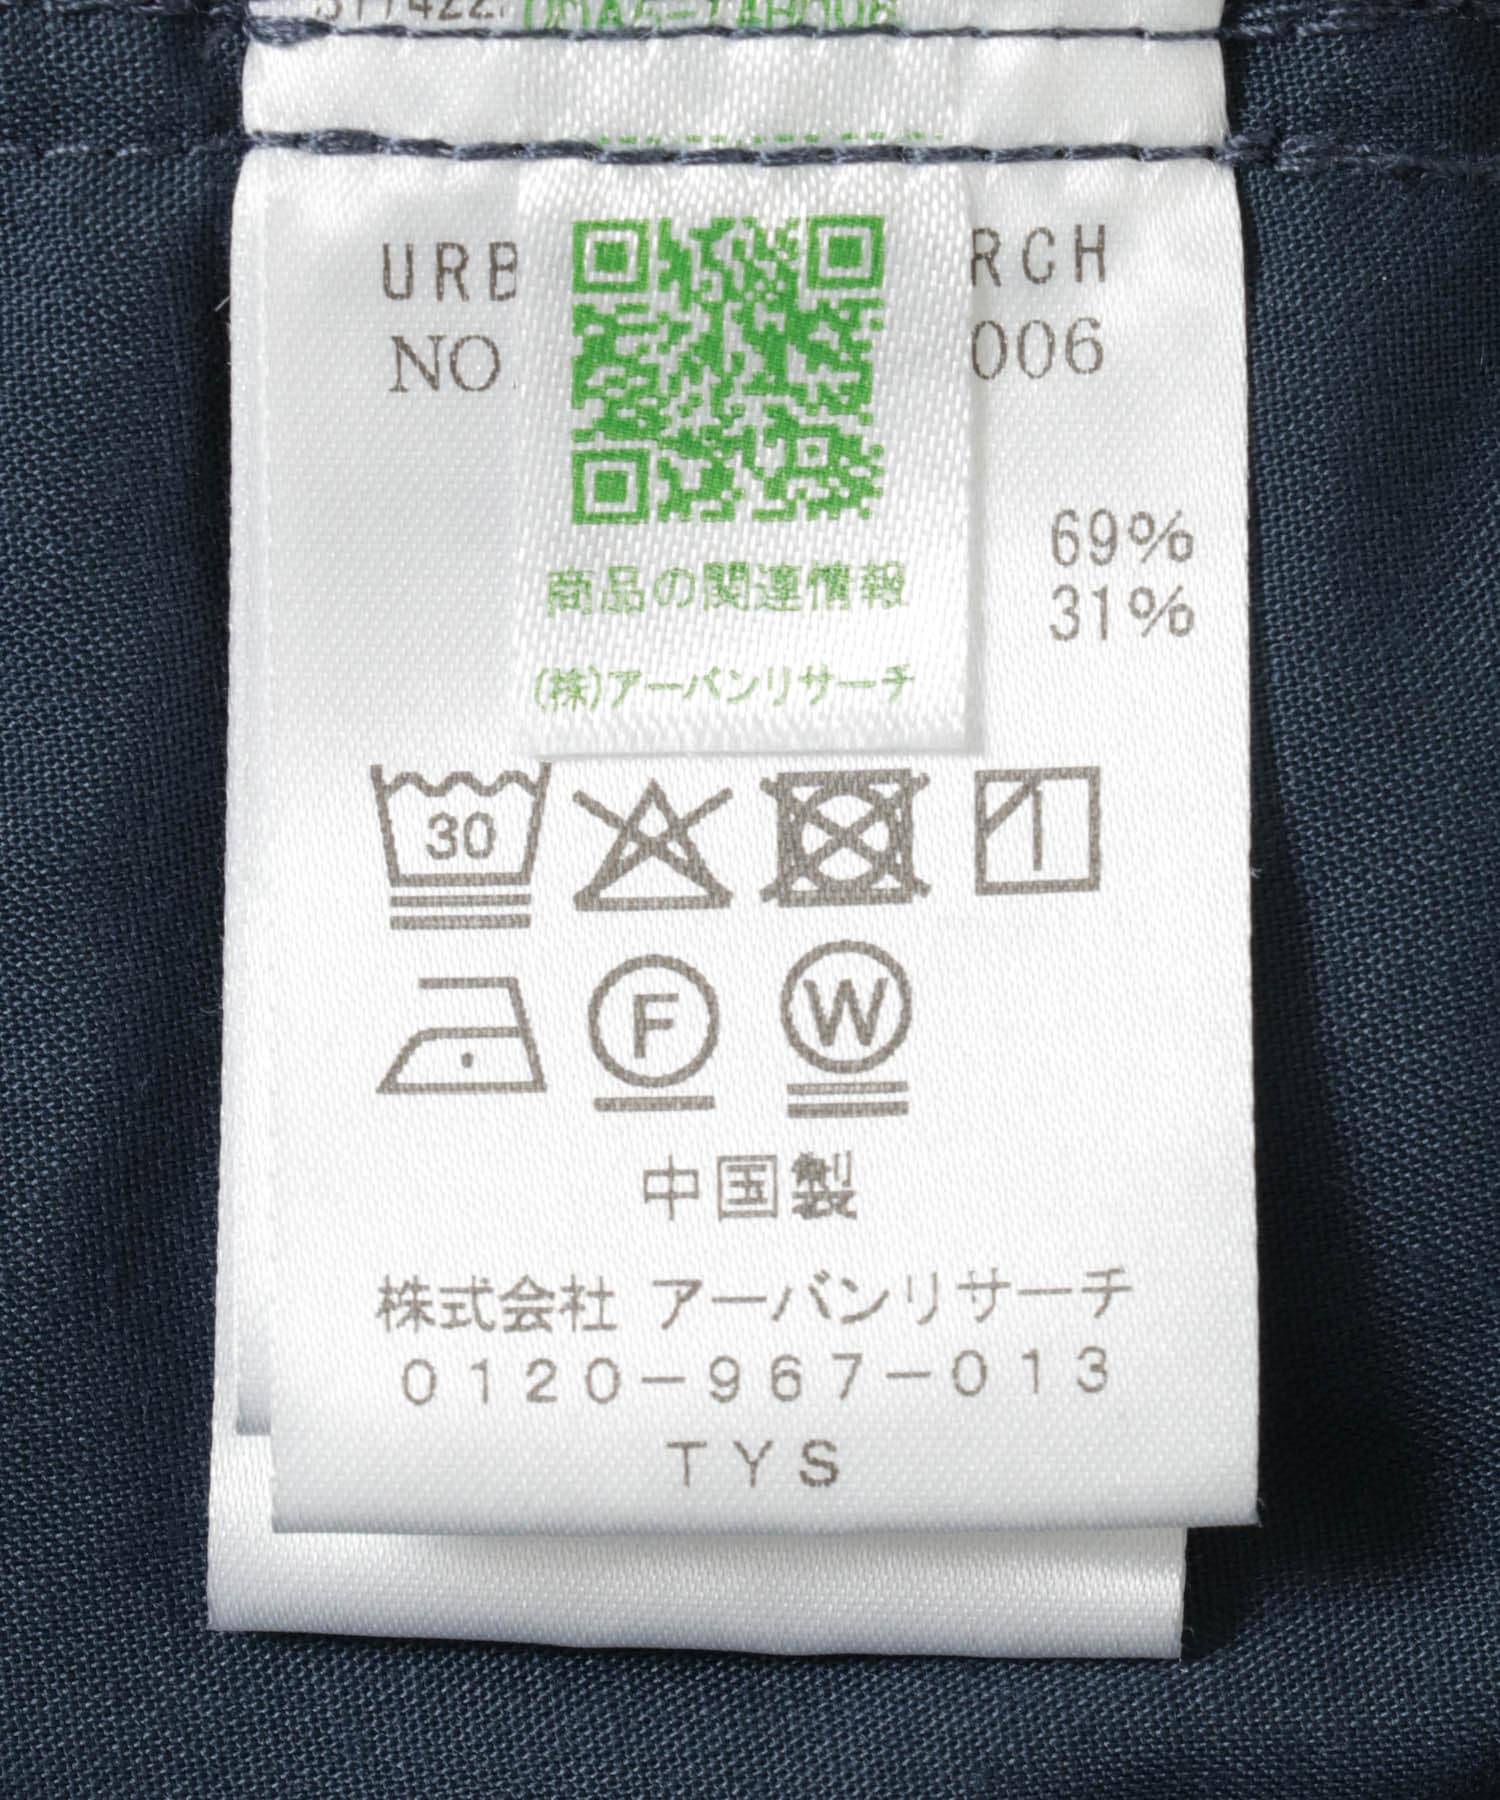 URB RCH
NO. 006
69%
31%
商品の関連情報
(株)アーバンリサーチ
30
F
W
中国製
株式会社 アーバンリサーチ
0120-967-013
TYS